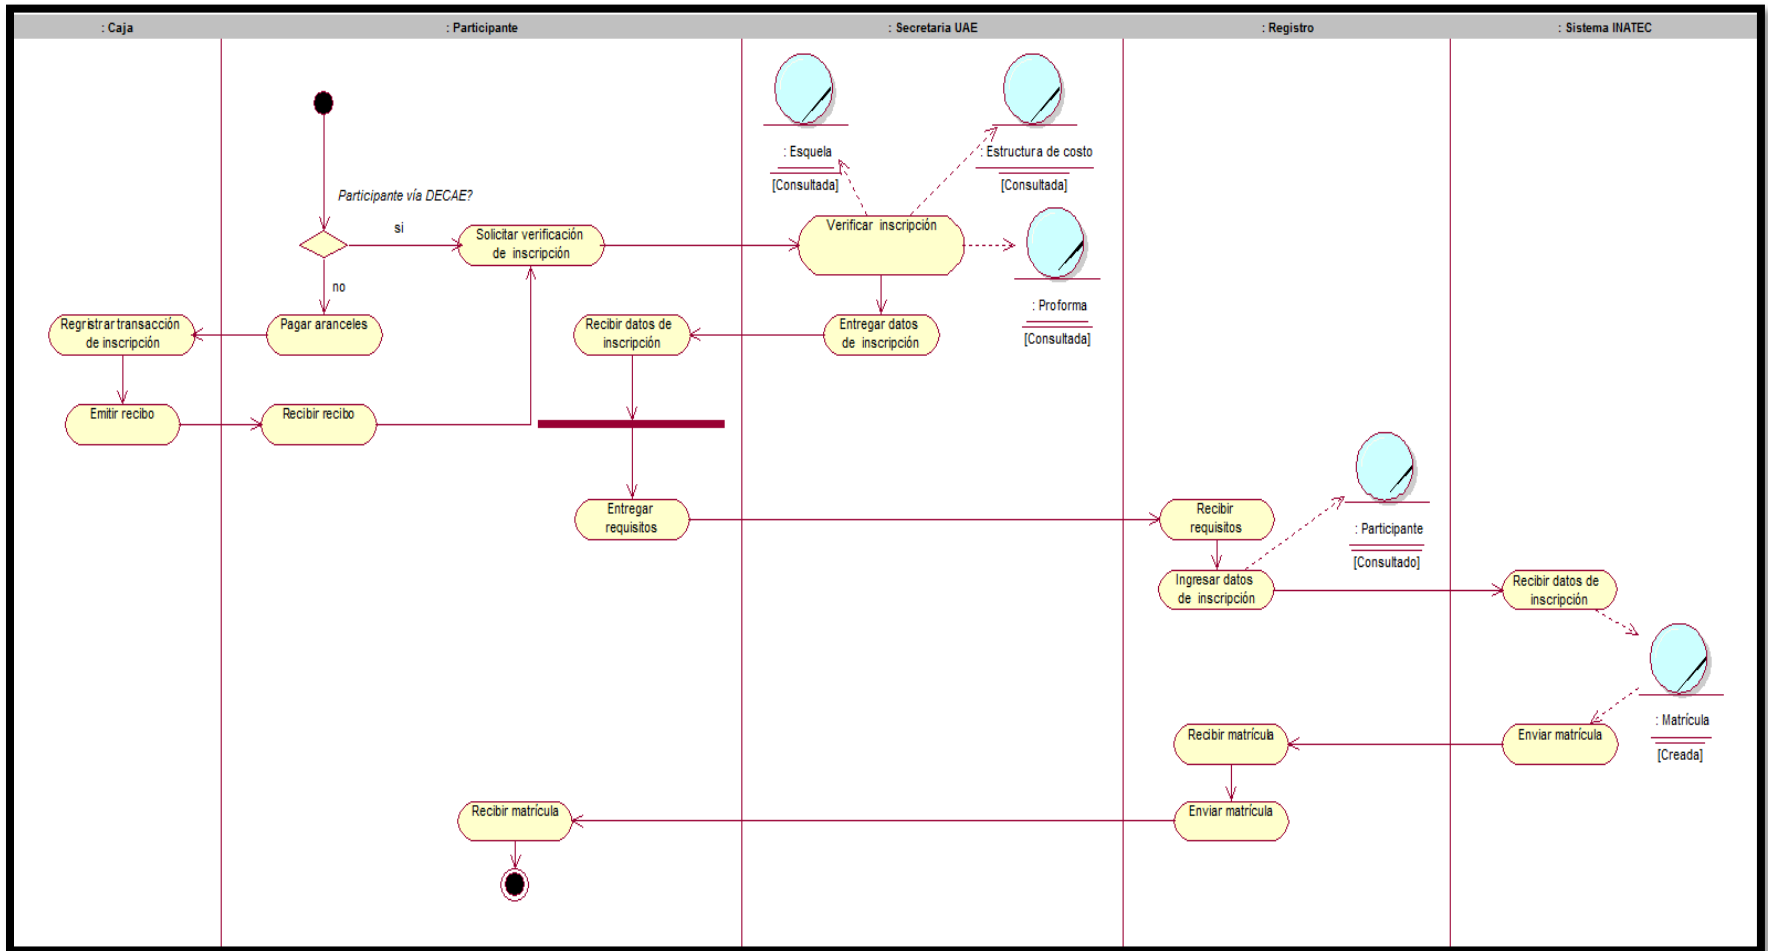 : Caja
: Participante
: Secretaria UAE
: Registro
: Sistema INATEC
: Esquela
[Consultada]
: Estructura de costo
[Consultada]
Participante vía DECAE?
si
no
Solicitar verificación
de inscripción
Verificar inscripción
: Proforma
[Consultada]
Regristrar transacción
de inscripción
Pagar aranceles
Recibir datos de
inscripción
Entregar datos
de inscripción
Emitir recibo
Recibir recibo
Entregar
requisitos
Recibir
requisitos
: Participante
[Consultado]
Ingresar datos
de inscripción
Recibir datos de
inscripción
: Matrícula
[Creada]
Recibir matrícula
Enviar matrícula
Recibir matrícula
Enviar matrícula